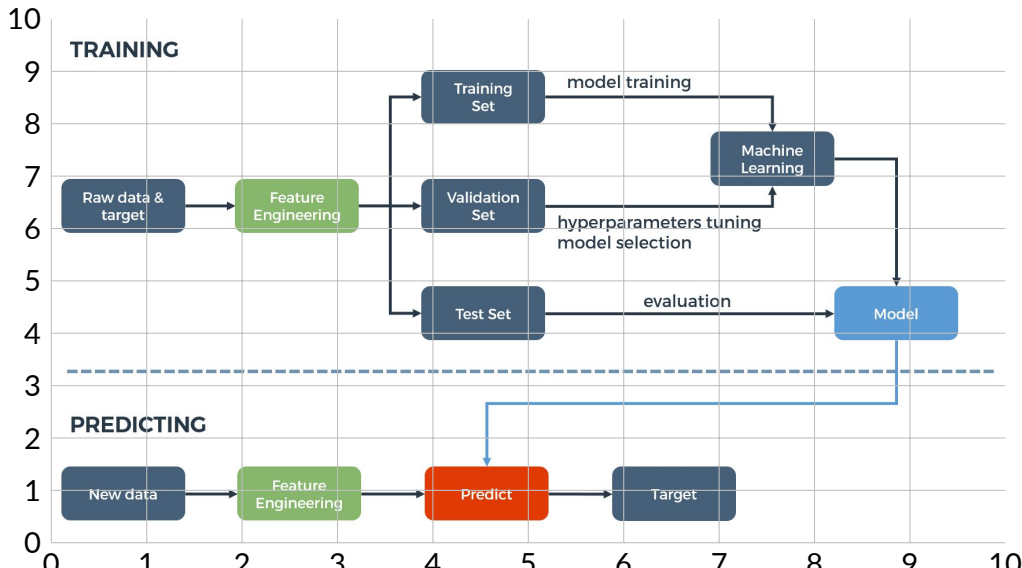 10
TRAINING
9
Training
Set
model training
8
Machine
Learning
7
Raw data &
target
Feature
Engineering
Validation
Set
hyperparameters tuning
model selection
6
5
Test Set
evaluation
Model
4
3
PREDICTING
2
New data
Feature
Engineering
Predict
Target
1
0
0 1 2 3 4 5 6 7 8 9 10